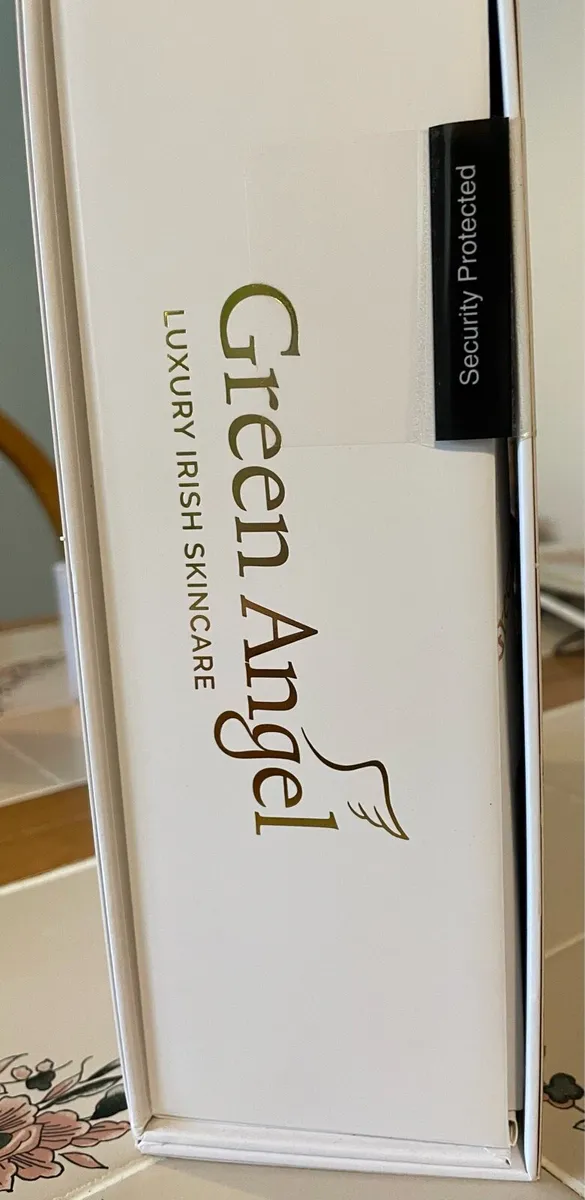 Green Angel
LUXURY IRISH SKINCARE
Security Protected